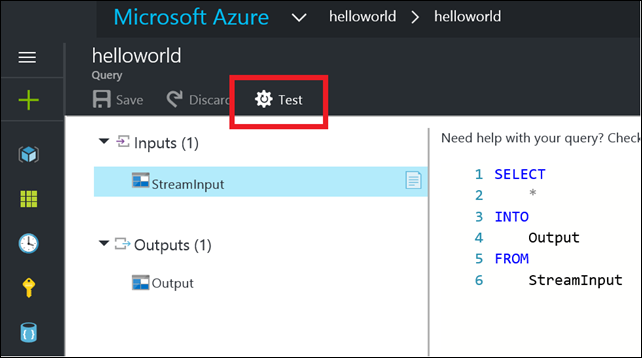 Microsoft Azure helloworld helloworld
helloworld
Query
Save Discard Test
Inputs (1)
StreamInput
Outputs (1)
Output
Need help with your query? Check
1 SELECT
2 *
3 INTO
4 Output
5 FROM
6 StreamInput